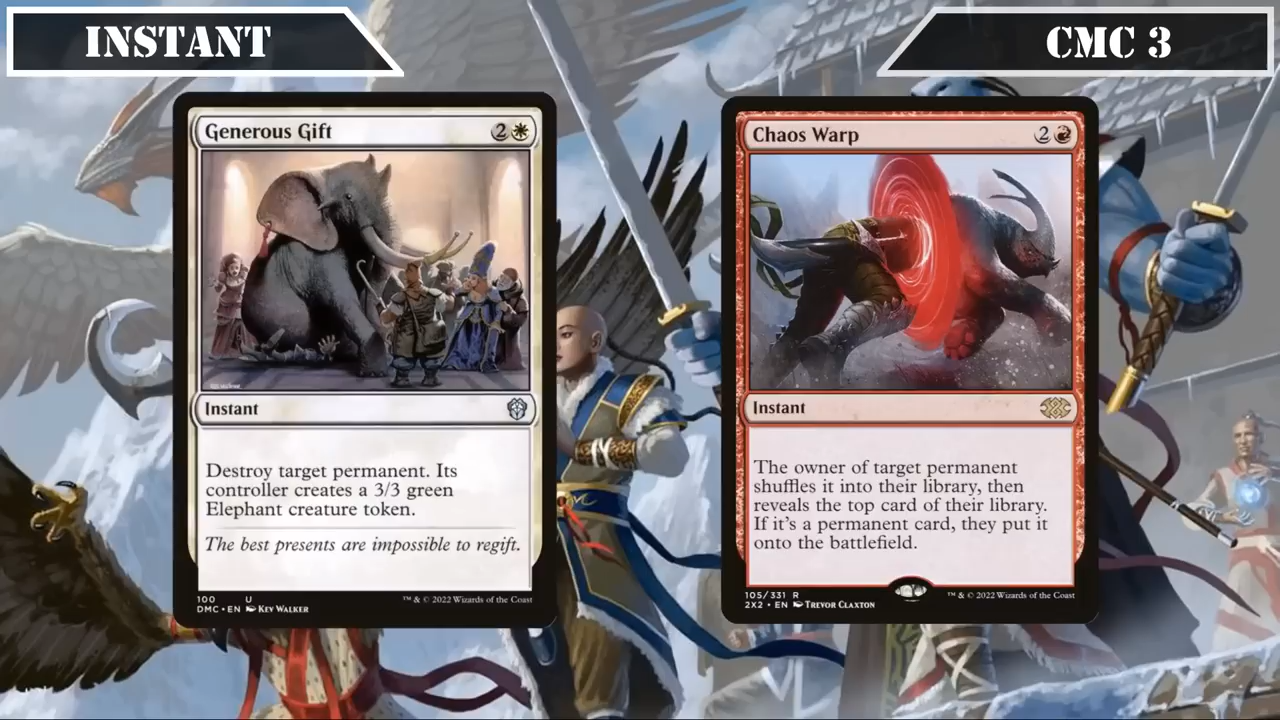 INSTANT
CMC 3
Generous Gift 2
Instant
Destroy target permanent. Its
controller creates a 3/3 green
Elephant creature token.
The best presents are impossible to regift.
100 U
DMC • EN KEV WALKER
™ & © 2022 Wizards of the Coast
Chaos Warp 2
Instant
The owner of target permanent
shuffles it into their library, then
reveals the top card of their library.
If it's a permanent card, they put it
onto the battlefield.
105/331 R
2X2 • EN TREVOR CLAXTON
™ & © 2022 Wizards of the Coast